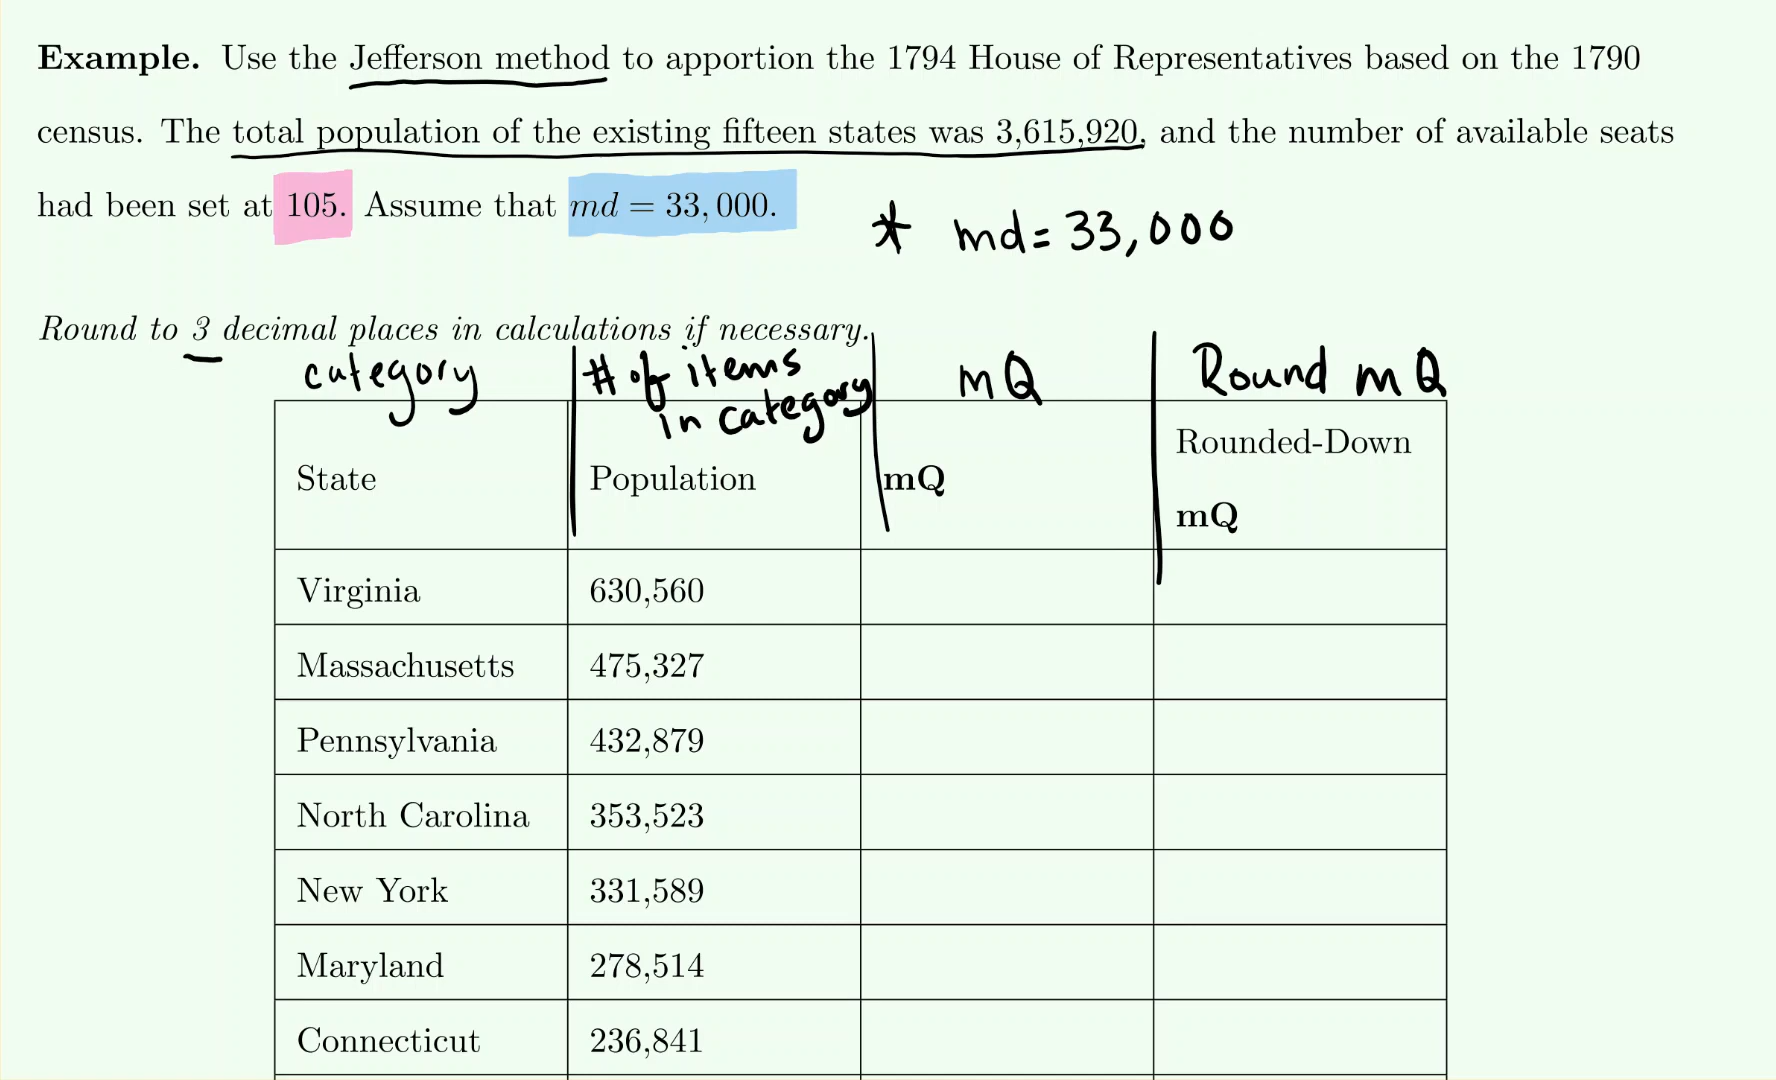 Example. Use the Jefferson method to apportion the 1794 House of Representatives based on the 1790
census. The total population of the existing fifteen states was 3,615,920, and the number of available seats
had been set at 105. Assume that md = 33,000.
* md = 33,000
Round to 3 decimal places in calculations if necessary.
category # of items in category mQ Round mQ
State Population mQ Rounded-Down mQ
Virginia 630,560
Massachusetts 475,327
Pennsylvania 432,879
North Carolina 353,523
New York 331,589
Maryland 278,514
Connecticut 236,841